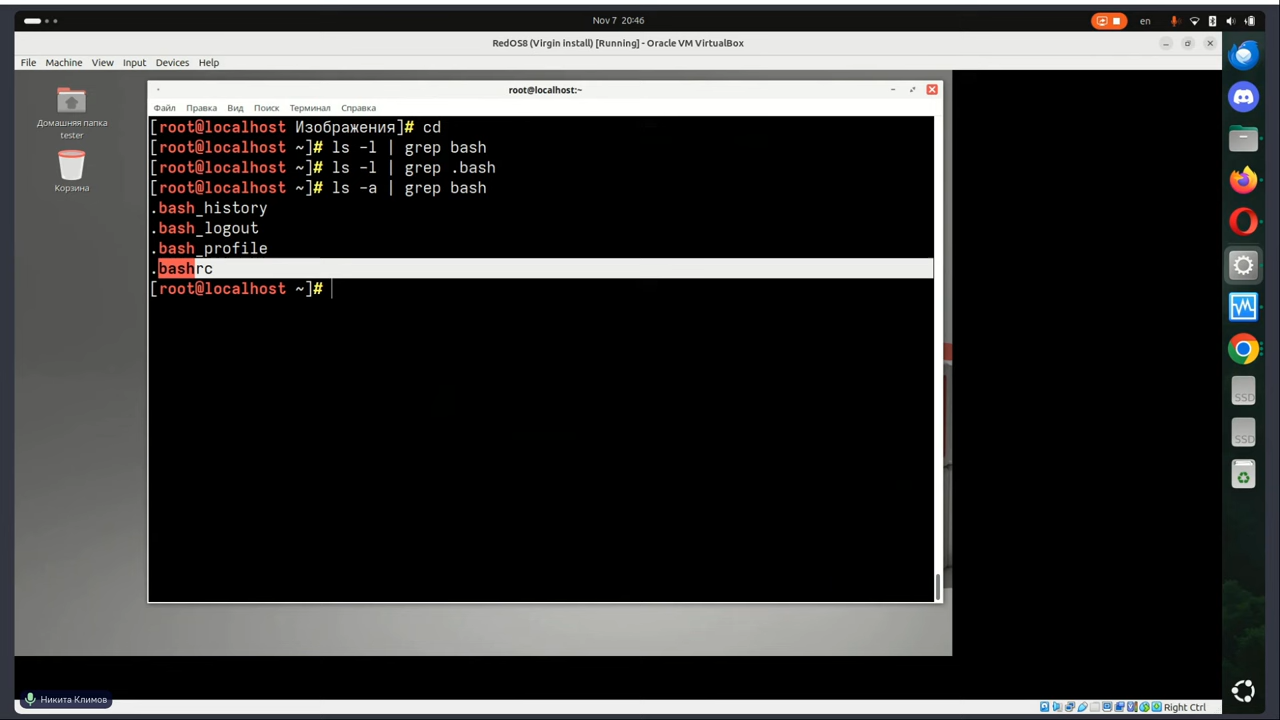 Nov 7 20:46
en
RedOS8 (Virgin install) [Running] - Oracle VM VirtualBox
File Machine View Input Devices Help
root@localhost:~
Файл Правка Вид Поиск Терминал Справка
Домашняя папка
tester
Корзина
[root@localhost Изображения]# cd
[root@localhost ~]# ls -l | grep bash
[root@localhost ~]# ls -l | grep .bash
[root@localhost ~]# ls -a | grep bash
.bash_history
.bash_logout
.bash_profile
.bashrc
[root@localhost ~]#
SSD
SSD
Никита Климов
Right Ctrl